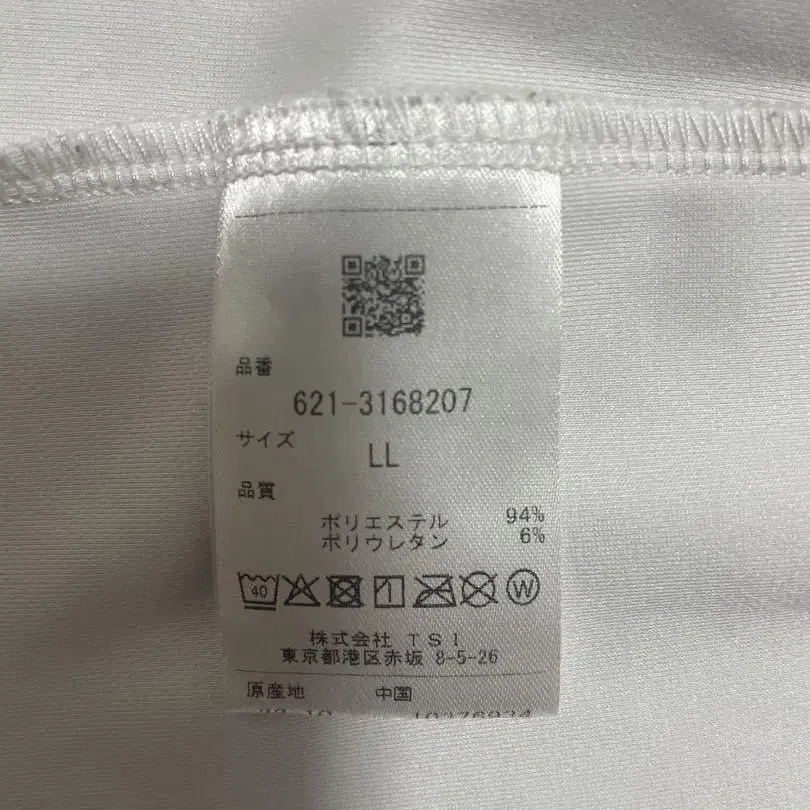 品番
621-3168207
サイズ
LL
品質
ポリエステル 94%
ポリウレタン 6%
40 W
株式会社 TSI
東京都港区赤坂 8-5-26
原産地 中国